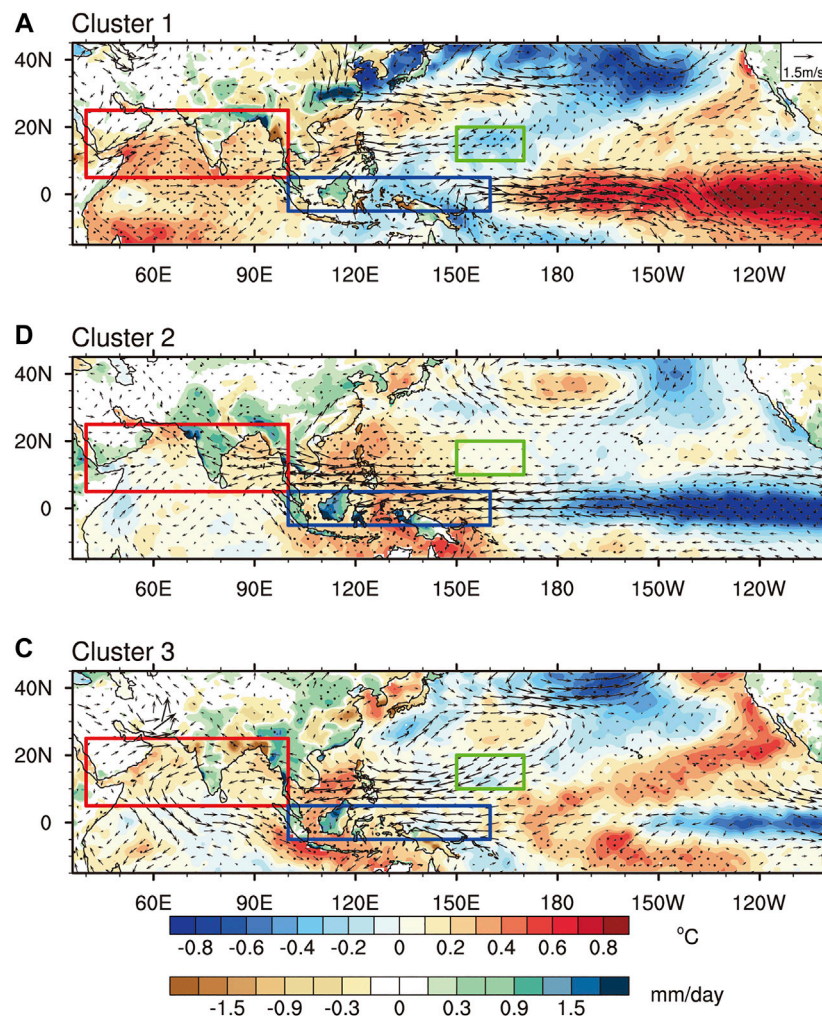 A Cluster 1
40N
20N
0
1.5m/s
60E 90E 120E 150E 180 150W 120W
D Cluster 2
40N
20N
0
60E 90E 120E 150E 180 150W 120W
C Cluster 3
40N
20N
0
60E 90E 120E 150E 180 150W 120W
-0.8 -0.6 -0.4 -0.2 0 0.2 0.4 0.6 0.8 °C
-1.5 -0.9 -0.3 0 0.3 0.9 1.5 mm/day